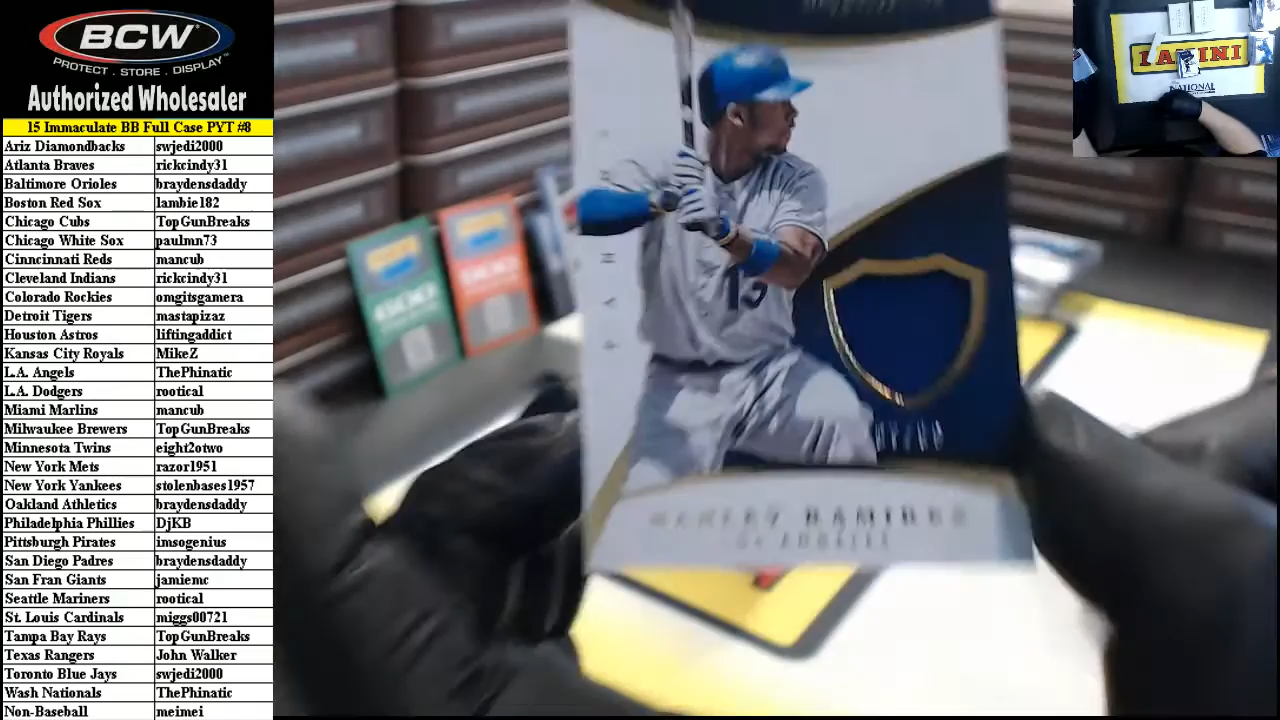 BCW
PROTECT . STORE . DISPLAY
Authorized Wholesaler
15 Immaculate BB Full Case PYT #8
Ariz Diamondbacks swjedi2000
Atlanta Braves rickcindy31
Baltimore Orioles braydensdaddy
Boston Red Sox lambie182
Chicago Cubs TopGunBreaks
Chicago White Sox paulmn73
Cinncinnati Reds mancub
Cleveland Indians rickcindy31
Colorado Rockies omgitsgamera
Detroit Tigers mastapizaz
Houston Astros liftingaddict
Kansas City Royals MikeZ
L.A. Angels ThePhinatic
L.A. Dodgers rootical
Miami Marlins mancub
Milwaukee Brewers TopGunBreaks
Minnesota Twins eight2otwo
New York Mets razor1951
New York Yankees stolenbases1957
Oakland Athletics braydensdaddy
Philadelphia Phillies DjKB
Pittsburgh Pirates imsogenius
San Diego Padres braydensdaddy
San Fran Giants jamiemc
Seattle Mariners rootical
St. Louis Cardinals miggs00721
Tampa Bay Rays TopGunBreaks
Texas Rangers John Walker
Toronto Blue Jays swjedi2000
Wash Nationals ThePhinatic
Non-Baseball meimei
PANINI
NATIONAL
13
HANLEY RAMIREZ
LOS ANGELES